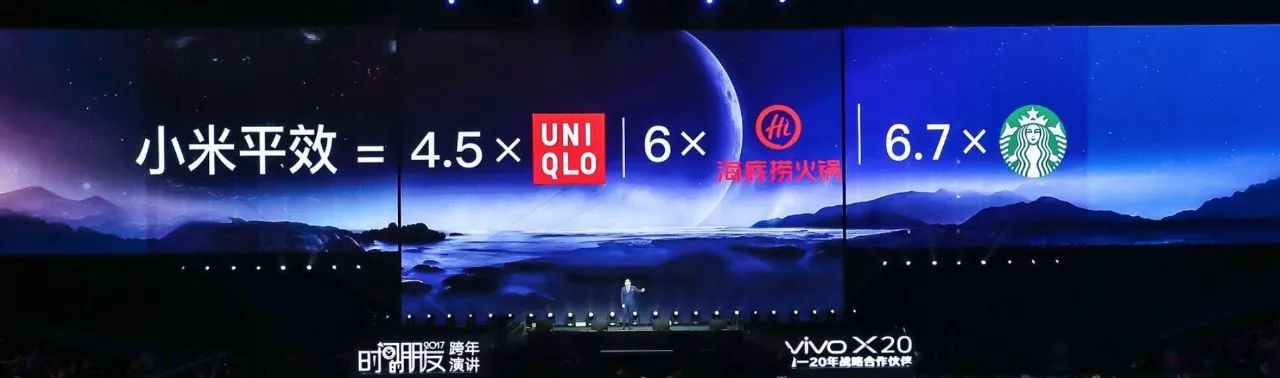 小米平效 = 4.5 × UNI QLO | 6 × Hi 海底捞火锅 | 6.7 ×
时间的朋友 2017 跨年演讲
vivo X20
20年战略合作伙伴